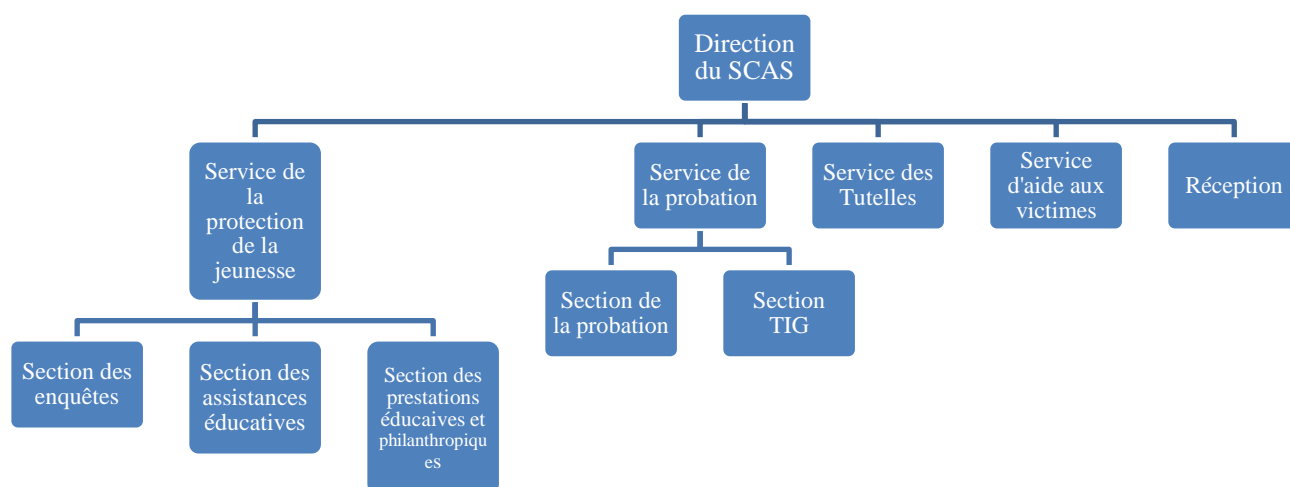 Direction
du SCAS
Service de
la
protection
de la
jeunesse
Service de
la probation
Service des
Tutelles
Service
d'aide aux
victimes
Réception
Section de
la probation
Section
TIG
Section des
enquêtes
Section des
assistances
éducatives
Section des
prestations
éducaives et
philanthropiqu
es